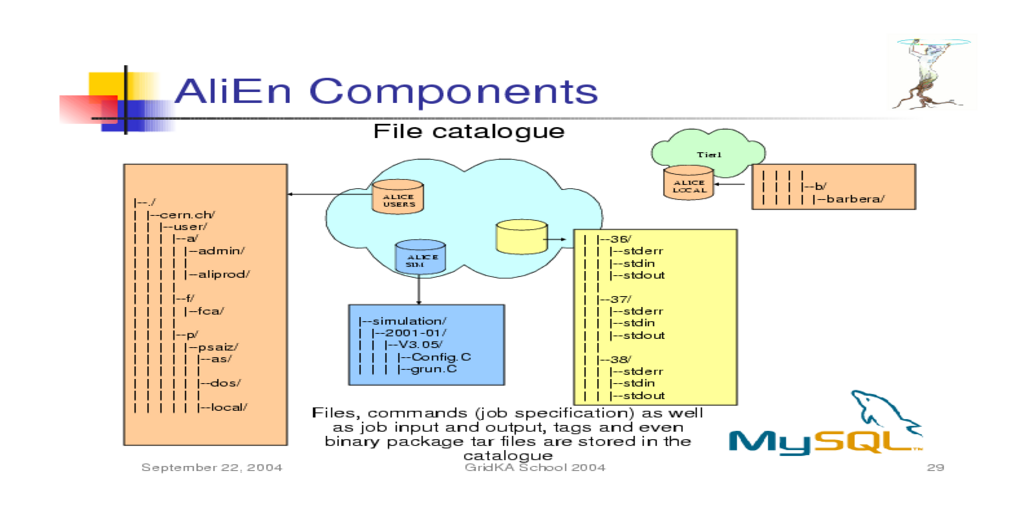 AliEn Components
File catalogue
Tier1
ALICE
LOCAL
| | | |
| | | |--b/
| | | | |--barbera/
ALICE
USERS
ALICE
SIM
|--./
| |--cern.ch/
| | |--user/
| | | |--a/
| | | | |--admin/
| | | | |
| | | | |--aliprod/
| | | |
| | | |--f/
| | | | |--fca/
| | | |
| | | |--p/
| | | | |--psaiz/
| | | | | |--as/
| | | | | |
| | | | | |--dos/
| | | | | |
| | | | | |--local/
|--simulation/
| |--2001-01/
| | |--V3.05/
| | | |--Config.C
| | | |--grun.C
| |--36/
| | |--stderr
| | |--stdin
| | |--stdout
| |
| |--37/
| | |--stderr
| | |--stdin
| | |--stdout
| |
| |--38/
| | |--stderr
| | |--stdin
| | |--stdout
Files, commands (job specification) as well
as job input and output, tags and even
binary package tar files are stored in the
catalogue
MySQL
September 22, 2004
GridKA School 2004
29